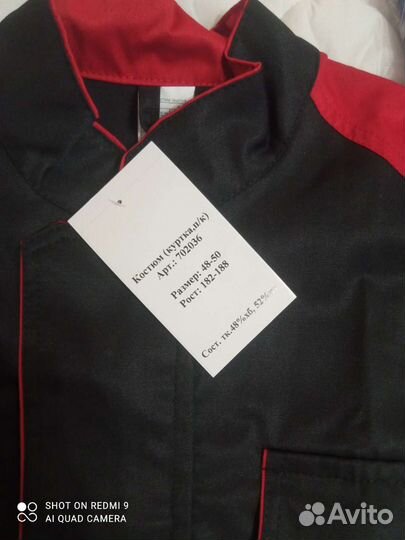 Костюм (куртка,п/к)
Арт.: 702036
Размер: 48-50
Рост: 182-188
Сост. тк.48%хб, 52%
SHOT ON REDMI 9
AI QUAD CAMERA
Avito